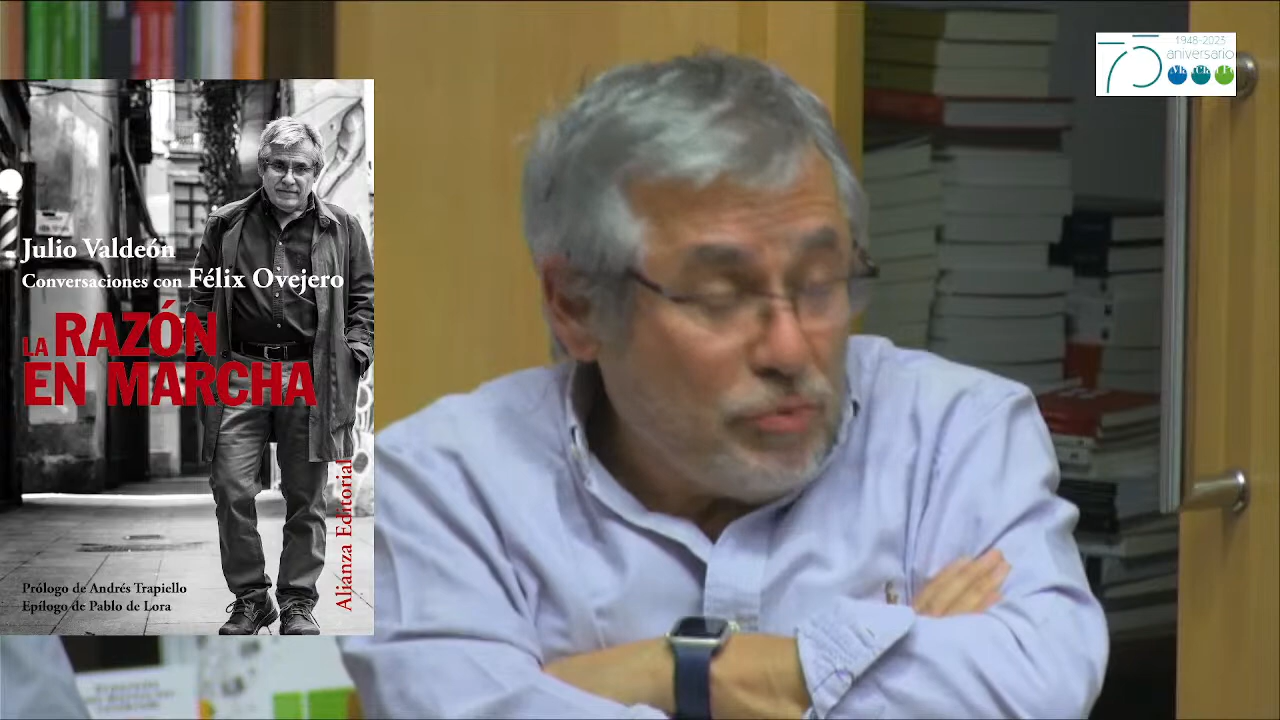 Julio Valdeón
Conversaciones con Félix Ovejero
LA RAZÓN
EN MARCHA
Alianza Editorial
Prólogo de Andrés Trapiello
Epílogo de Pablo de Lora
1948-2023
75
aniversario